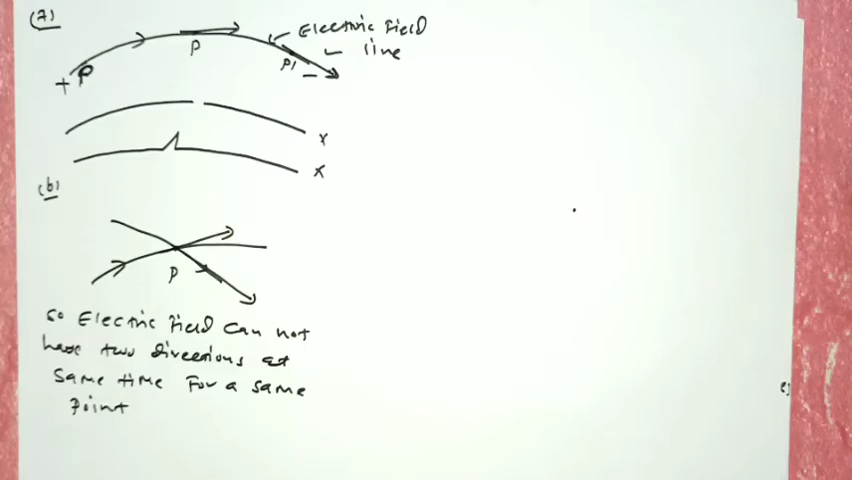 (a)
Electric Field
line
P
P
P1
+
-
x
x
(b)
P
So Electric Field can not
have two directions at
same time for a same
point